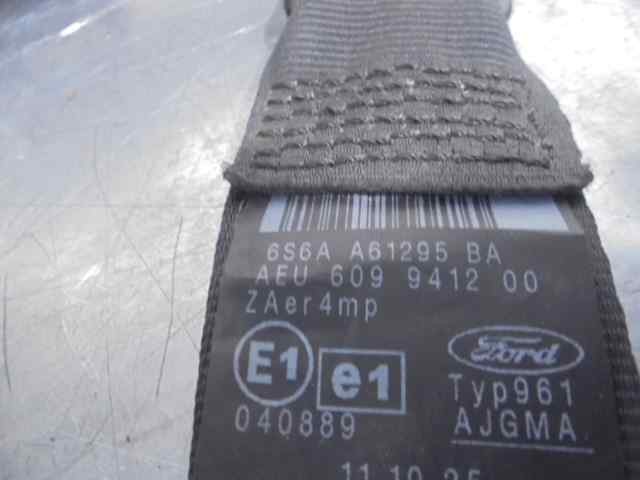 6S6A A61295 BA
AEU 609 9412 00
ZAer4mp
E1 e1 Ford
Typ961
040889 AJGMA